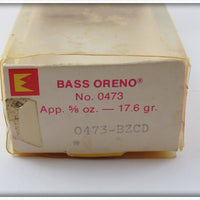 BASS ORENO®
No. 0473
App. ⅝ oz — 17.6 gr.
0473-BZCD